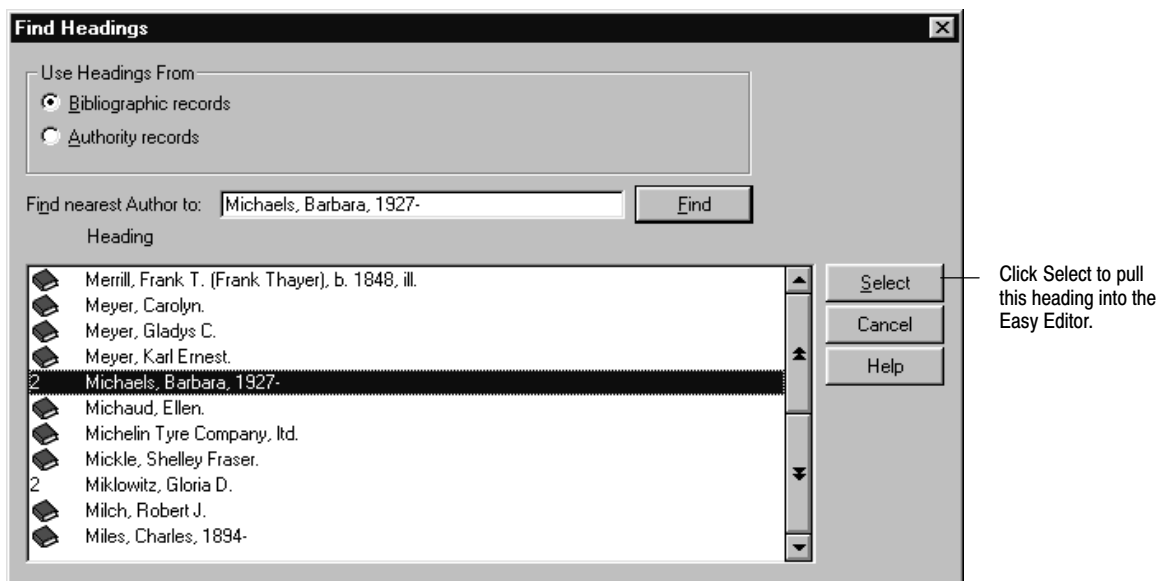 Find Headings
Use Headings From
Bibliographic records
Authority records
Find nearest Author to: Michaels, Barbara, 1927- Find
Heading
Merrill, Frank T. (Frank Thayer), b. 1848, ill.
Meyer, Carolyn.
Meyer, Gladys C.
Meyer, Karl Ernest.
2 Michaels, Barbara, 1927-
Michaud, Ellen.
Michelin Tyre Company, ltd.
Mickle, Shelley Fraser.
2 Miklowitz, Gloria D.
Milch, Robert J.
Miles, Charles, 1894-
Select
Cancel
Help
Click Select to pull
this heading into the
Easy Editor.